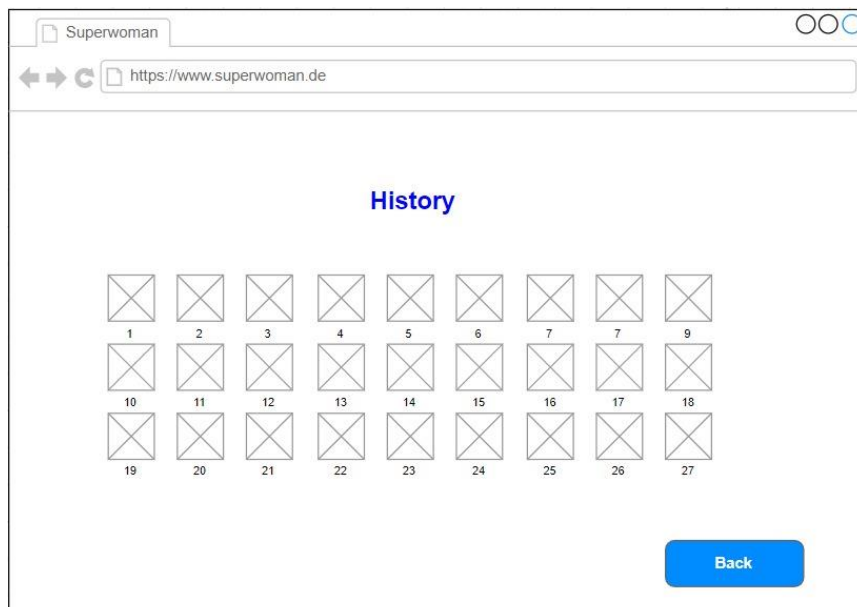 Superwoman
https://www.superwoman.de
History
1 2 3 4 5 6 7 7 9
10 11 12 13 14 15 16 17 18
19 20 21 22 23 24 25 26 27
Back